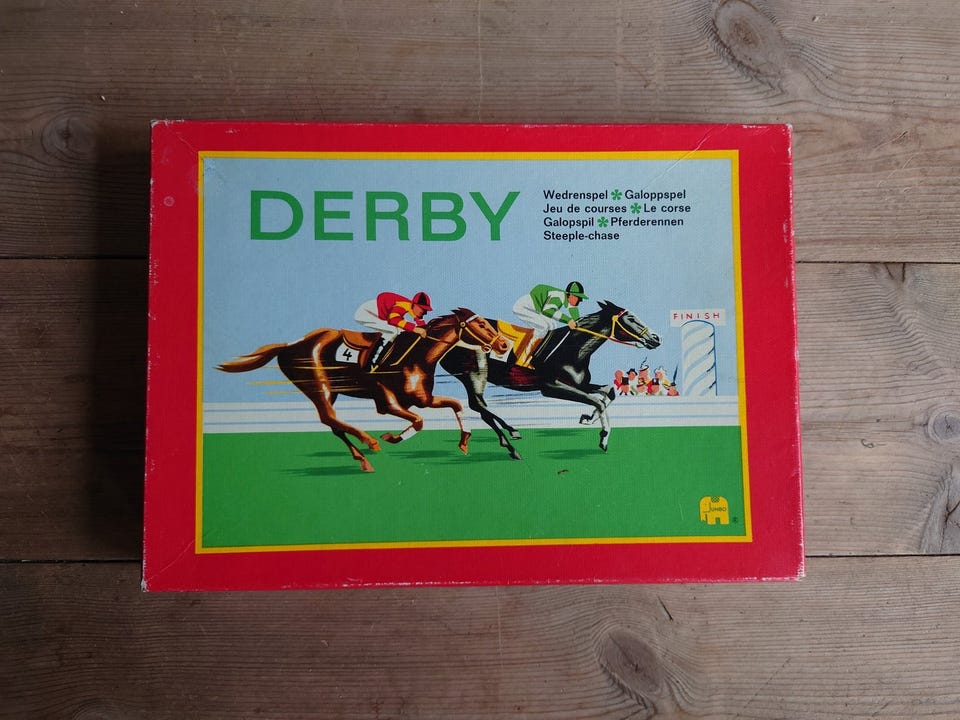 DERBY
Wedrenspel * Galoppspel
Jeu de courses * Le corse
Galopspil * Pferderennen
Steeple-chase
FINISH
4
JUMBO
®